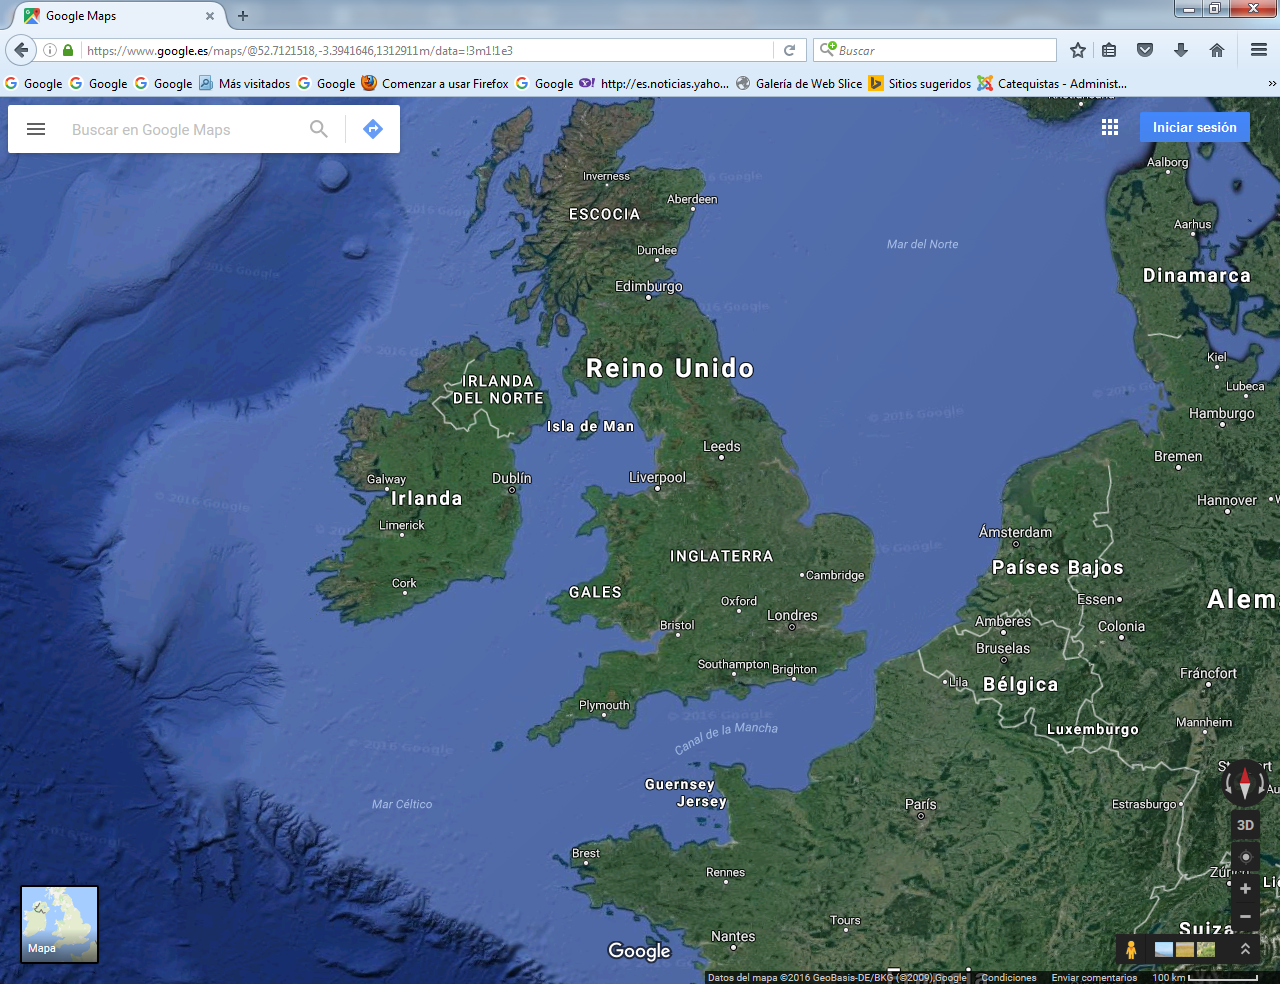 Google Maps
https://www.google.es/maps/@52.7121518,-3.3941646,1312911m/data=!3m1!1e3
Buscar
Google
Google
Google
Más visitados
Google
Comenzar a usar Firefox
Google
http://es.noticias.yaho...
Galería de Web Slice
Sitios sugeridos
Catequistas - Administ...
Buscar en Google Maps
Iniciar sesión
Aalborg
Inverness
Aberdeen
ESCOCIA
Aarhus
Mar del Norte
Dundee
Dinamarca
Edimburgo
Kiel
Reino Unido
IRLANDA
DEL NORTE
Lubeca
Hamburgo
Isla de Man
Leeds
Bremen
Galway
Dublín
Liverpool
Irlanda
Hannover
Limerick
Ámsterdam
INGLATERRA
Países Bajos
Cambridge
Cork
GALES
Oxford
Essen
Alem
Londres
Bristol
Amberes
Colonia
Bruselas
Southampton
Brighton
Fráncfort
Lila
Bélgica
Plymouth
Mannheim
Canal de la Mancha
Luxemburgo
Guernsey
Jersey
Mar Céltico
París
Estrasburgo
3D
Brest
Rennes
Tours
Suiza
Nantes
Mapa
Google
Datos del mapa ©2016 GeoBasis-DE/BKG (©2009),Google
Condiciones
Enviar comentarios
100 km